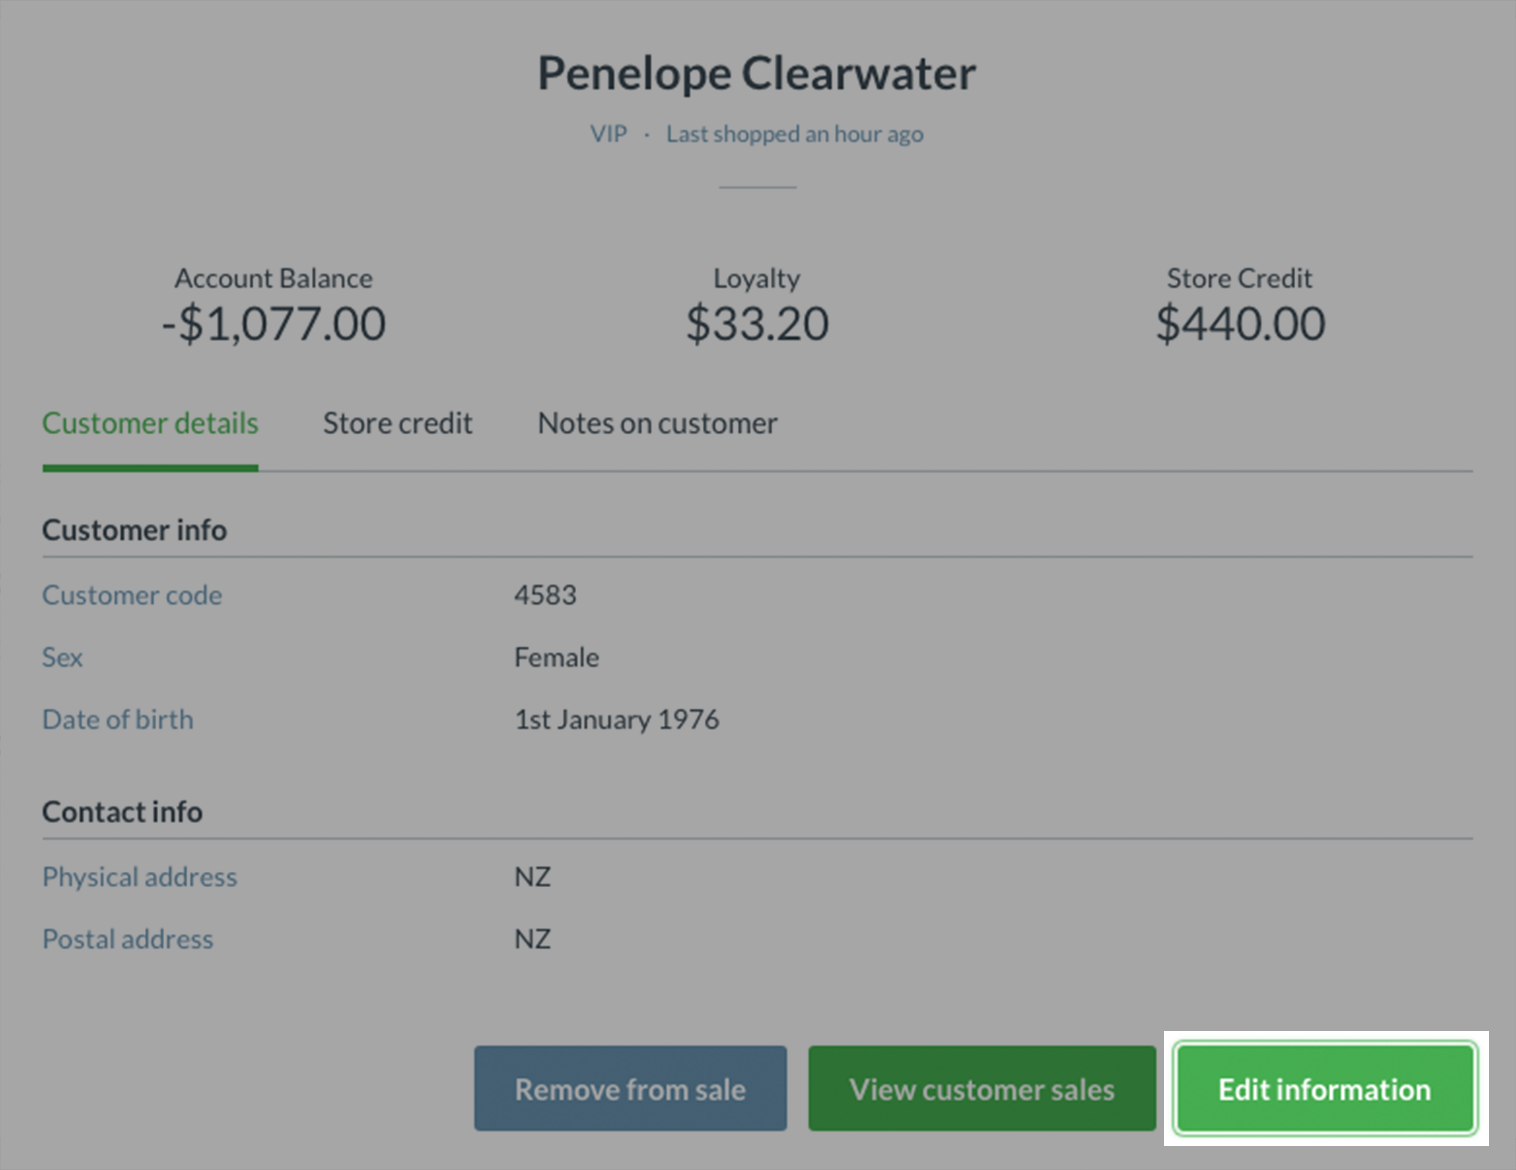 Penelope Clearwater
VIP · Last shopped an hour ago
Account Balance Loyalty Store Credit
-$1,077.00 $33.20 $440.00
Customer details Store credit Notes on customer
Customer info
Customer code 4583
Sex Female
Date of birth 1st January 1976
Contact info
Physical address NZ
Postal address NZ
Remove from sale View customer sales Edit information